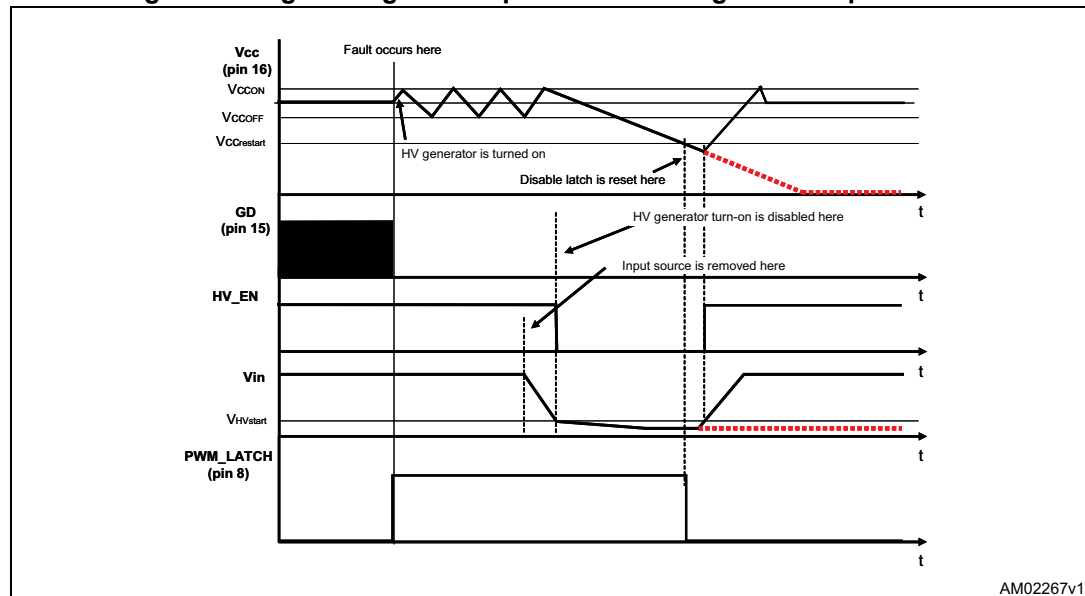 Vcc
(pin 16)
Fault occurs here
VCCON
VCCOFF
VCCrestart
HV generator is turned on
Disable latch is reset here
t
GD
(pin 15)
HV generator turn-on is disabled here
Input source is removed here
t
HV_EN
t
Vin
VHVstart
t
PWM_LATCH
(pin 8)
t
AM02267v1